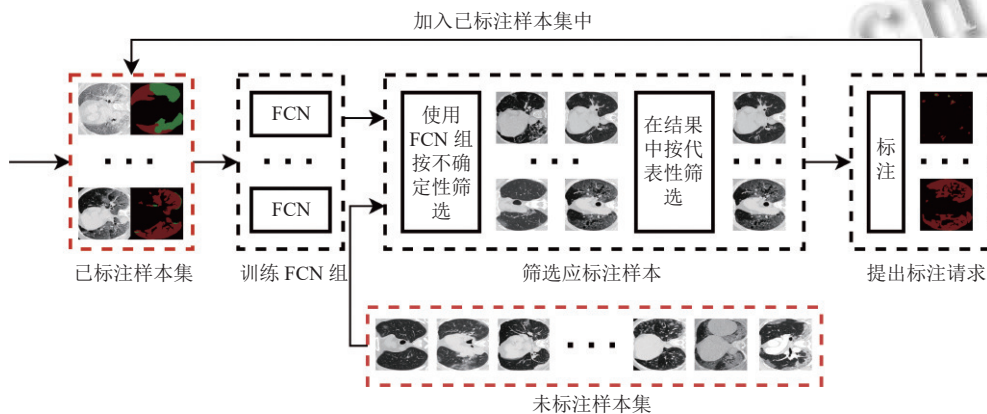 加入已标注样本集中
FCN
FCN
使用
FCN 组
按不确
定性筛
选
在结果
中按代
表性筛
选
标
注
已标注样本集
训练 FCN 组
筛选应标注样本
提出标注请求
未标注样本集